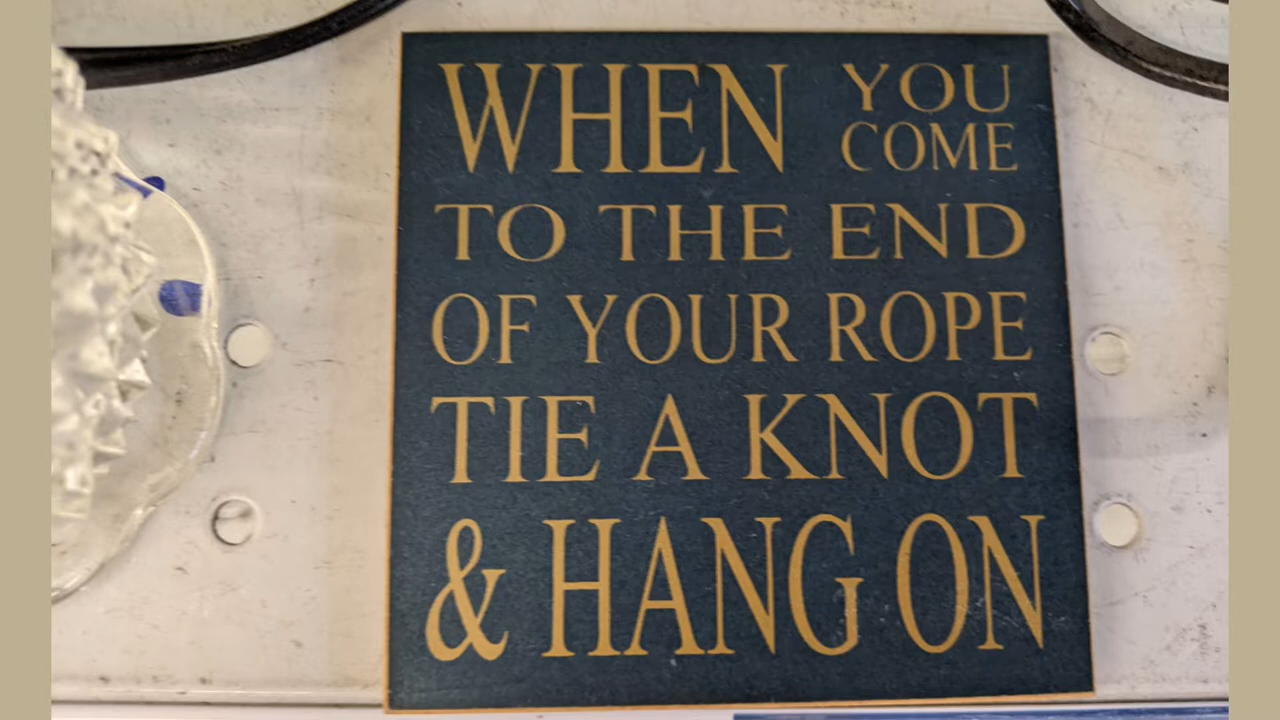 WHEN YOU COME
TO THE END
OF YOUR ROPE
TIE A KNOT
& HANG ON